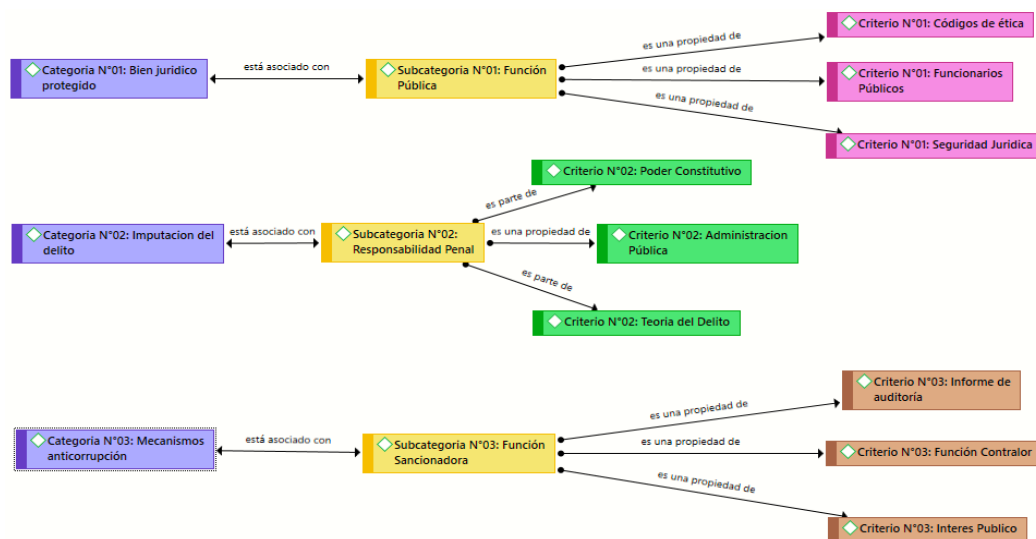 Criterio N°01: Códigos de ética
es una propiedad de
Categoria N°01: Bien juridico
protegido
está asociado con
Subcategoria N°01: Función
Pública
es una propiedad de
Criterio N°01: Funcionarios
Públicos
es una propiedad de
Criterio N°01: Seguridad Juridica
Criterio N°02: Poder Constitutivo
es parte de
Categoria N°02: Imputacion del
delito
está asociado con
Subcategoria N°02:
Responsabilidad Penal
es una propiedad de
Criterio N°02: Administracion
Pública
es parte de
Criterio N°02: Teoria del Delito
Criterio N°03: Informe de
auditoría
es una propiedad de
Categoria N°03: Mecanismos
anticorrupción
está asociado con
Subcategoria N°03: Función
Sancionadora
es una propiedad de
Criterio N°03: Función Contralor
es una propiedad de
Criterio N°03: Interes Publico